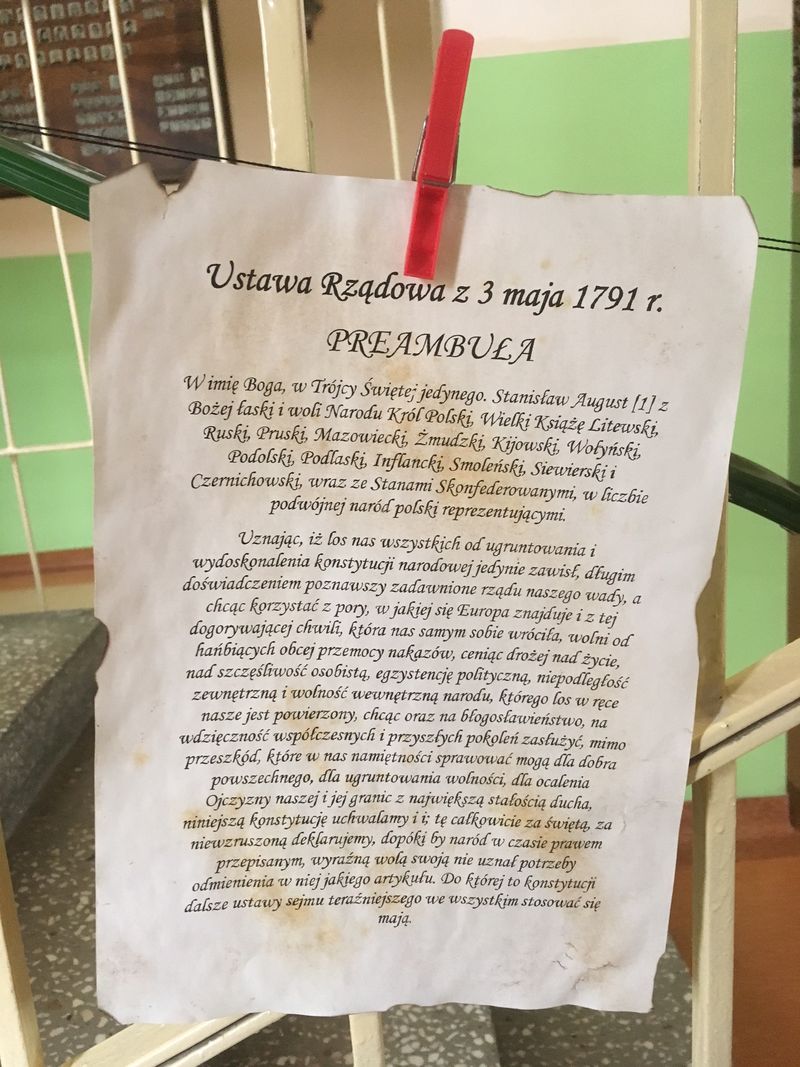 Ustawa Rządowa z 3 maja 1791 r.
PREAMBUŁA
W imię Boga, w Trójcy Świętej jedynego. Stanisław August [1] z
Bożej łaski i woli Narodu Król Polski, Wielki Książę Litewski,
Ruski, Pruski, Mazowiecki, Żmudzki, Kijowski, Wołyński,
Podolski, Podlaski, Inflancki, Smoleński, Siewierski i
Czernichowski, wraz ze Stanami Skonfederowanymi, w liczbie
podwójnej naród polski reprezentującymi.
Uznając, iż los nas wszystkich od ugruntowania i
wydoskonalenia konstytucji narodowej jedynie zawisł, długim
doświadczeniem poznawszy zadawnione rządu naszego wady, a
chcąc korzystać z pory, w jakiej się Europa znajduje i z tej
dogorywającej chwili, która nas samym sobie wróciła, wolni od
hańbiących obcej przemocy nakazów, ceniąc drożej nad życie,
nad szczęśliwość osobistą, egzystencję polityczną, niepodległość
zewnętrzną i wolność wewnętrzną narodu, którego los w ręce
nasze jest powierzony, chcąc oraz na błogosławieństwo, na
wdzięczność współczesnych i przyszłych pokoleń zasłużyć, mimo
przeszkód, które w nas namiętności sprawować mogą dla dobra
powszechnego, dla ugruntowania wolności, dla ocalenia
Ojczyzny naszej i jej granic z największą stałością ducha,
niniejszą konstytucję uchwalamy i i; tę całkowicie za świętą, za
niewzruszoną deklarujemy, dopóki by naród w czasie prawem
przepisanym, wyraźną wolą swoją nie uznał potrzeby
odmienienia w niej jakiego artykułu. Do której to konstytucji
dalsze ustawy sejmu teraźniejszego we wszystkim stosować się
mają.